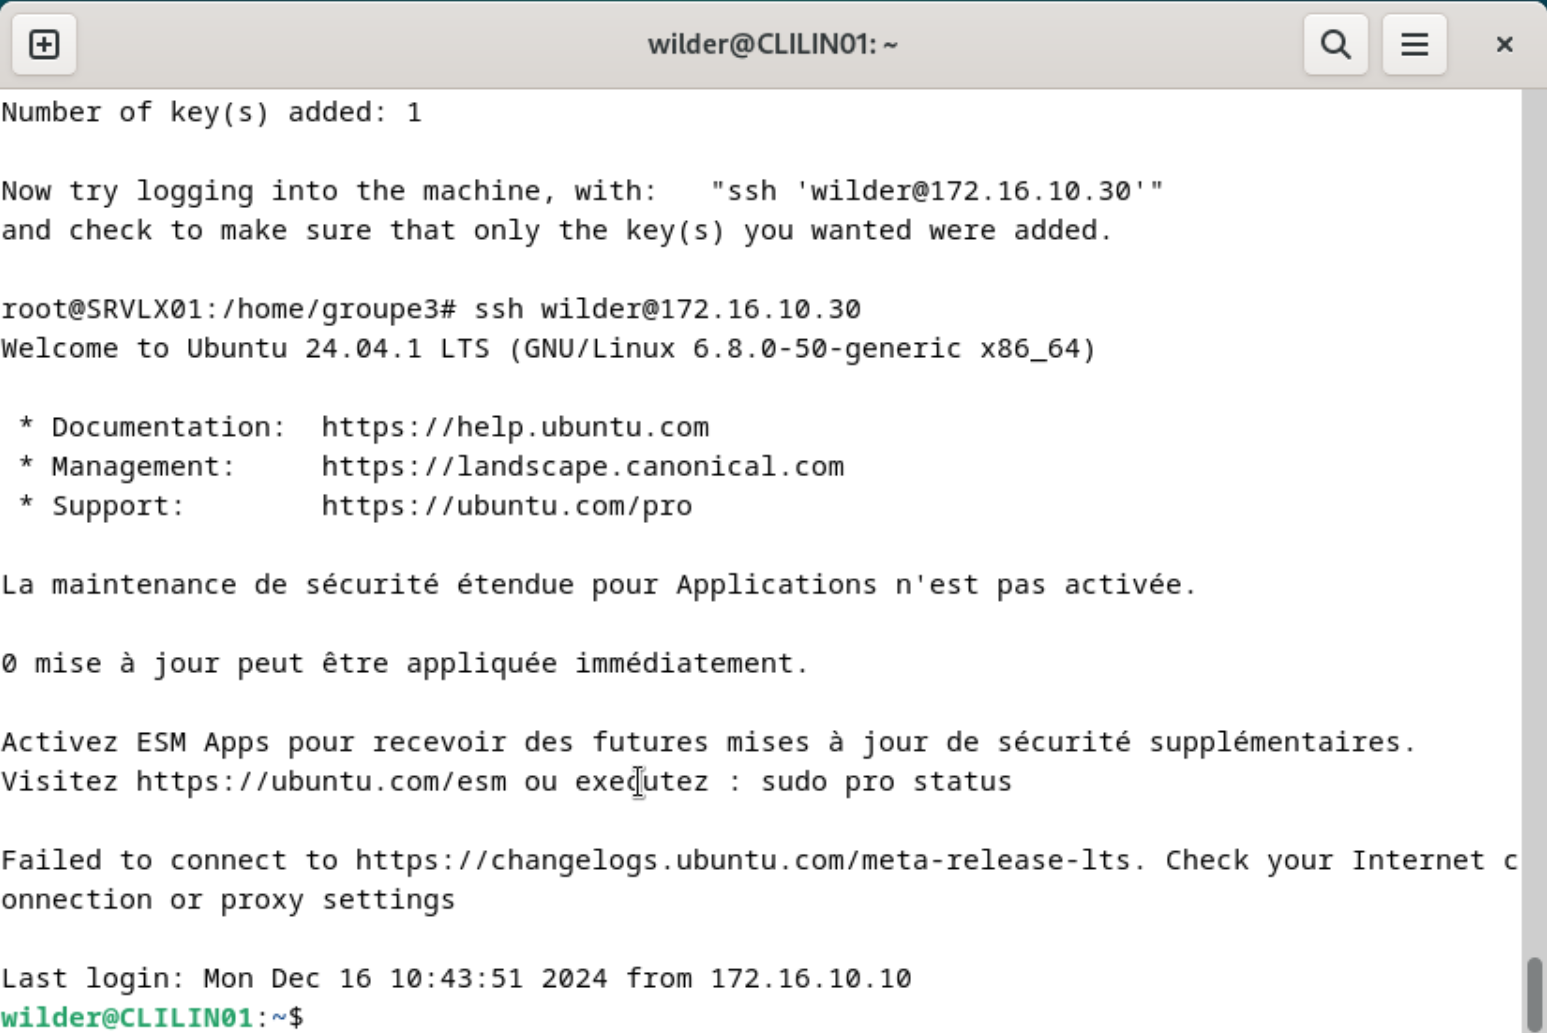 wilder@CLILIN01: ~
Number of key(s) added: 1
Now try logging into the machine, with:   "ssh 'wilder@172.16.10.30'"
and check to make sure that only the key(s) you wanted were added.
root@SRVLX01:/home/groupe3# ssh wilder@172.16.10.30
Welcome to Ubuntu 24.04.1 LTS (GNU/Linux 6.8.0-50-generic x86_64)
 * Documentation:  https://help.ubuntu.com
 * Management:     https://landscape.canonical.com
 * Support:        https://ubuntu.com/pro
La maintenance de sécurité étendue pour Applications n'est pas activée.
0 mise à jour peut être appliquée immédiatement.
Activez ESM Apps pour recevoir des futures mises à jour de sécurité supplémentaires.
Visitez https://ubuntu.com/esm ou executez : sudo pro status
Failed to connect to https://changelogs.ubuntu.com/meta-release-lts. Check your Internet c
onnection or proxy settings
Last login: Mon Dec 16 10:43:51 2024 from 172.16.10.10
wilder@CLILIN01:~$